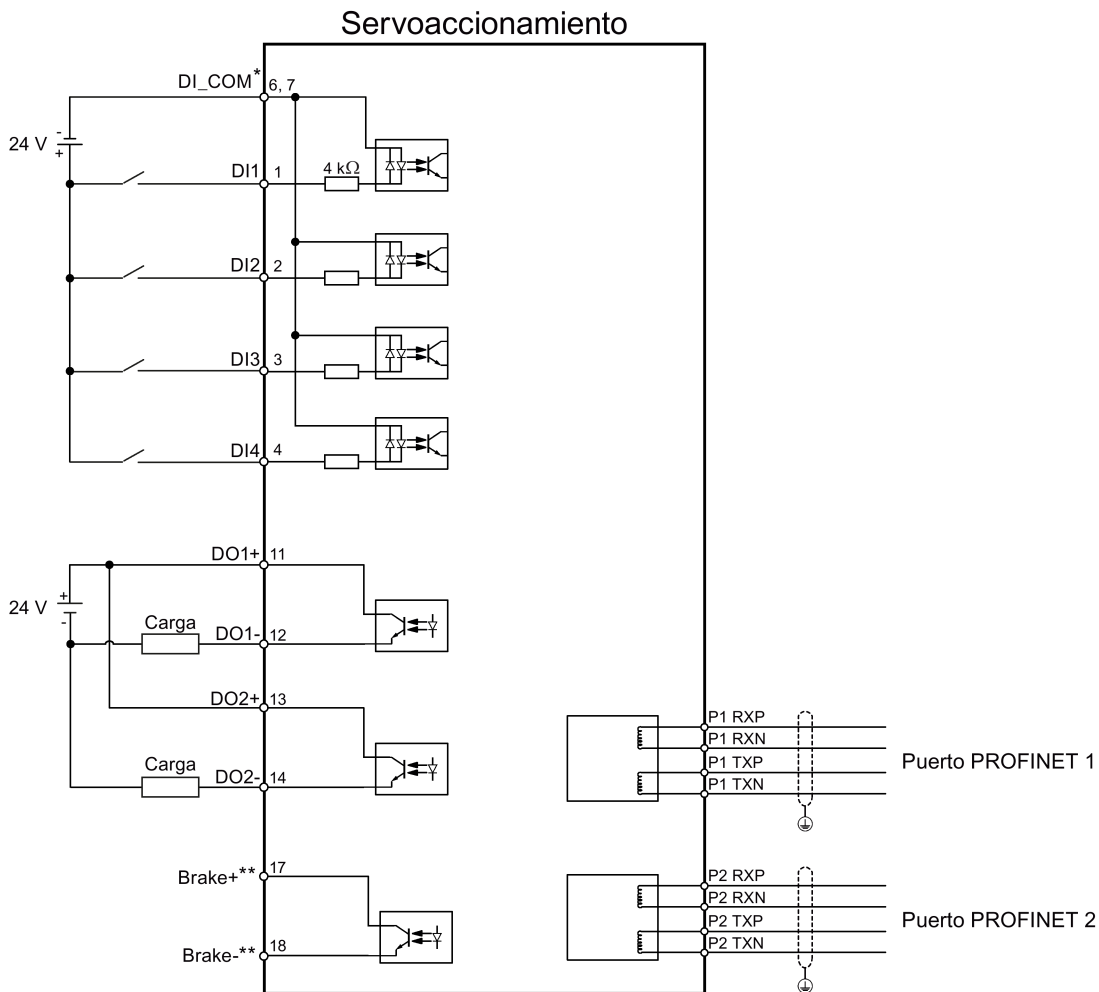 Servoaccionamiento
DI_COM*
6, 7
24 V
-
+
DI1
1
4 kΩ
DI2
2
DI3
3
DI4
4
DO1+
11
24 V
+
-
Carga
DO1-
12
DO2+
13
Carga
DO2-
14
Brake+**
17
Brake-**
18
P1 RXP
P1 RXN
P1 TXP
P1 TXN
Puerto PROFINET 1
P2 RXP
P2 RXN
P2 TXP
P2 TXN
Puerto PROFINET 2